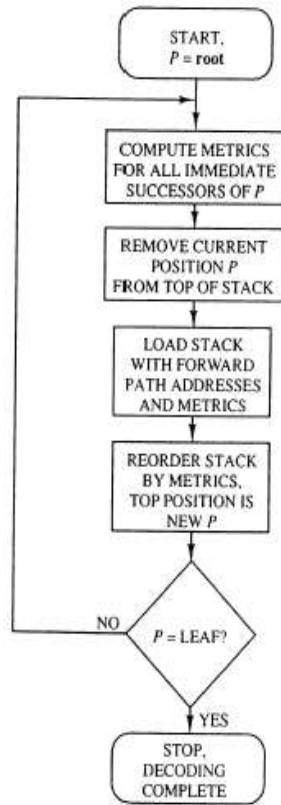 START,
P = root
COMPUTE METRICS
FOR ALL IMMEDIATE
SUCCESSORS OF P
REMOVE CURRENT
POSITION P
FROM TOP OF STACK
LOAD STACK
WITH FORWARD
PATH ADDRESSES
AND METRICS
REORDER STACK
BY METRICS,
TOP POSITION IS
NEW P
NO
P = LEAF?
YES
STOP,
DECODING
COMPLETE